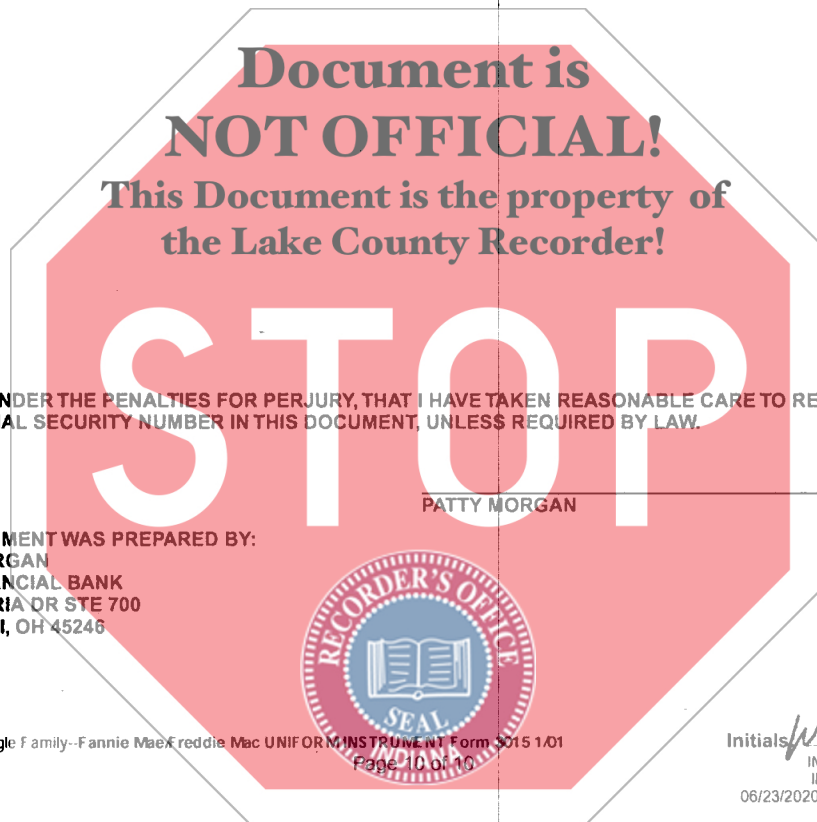 Document is
NOT OFFICIAL!
This Document is the property of
the Lake County Recorder!
STOP
NDER THE PENALTIES FOR PERJURY, THAT I HAVE TAKEN REASONABLE CARE TO RE
AL SECURITY NUMBER IN THIS DOCUMENT, UNLESS REQUIRED BY LAW.
PATTY MORGAN
MENT WAS PREPARED BY:
RGAN
NCIAL BANK
RIA DR STE 700
I, OH 45246
RECORDER'S OFFICE
SEAL
INDIANA
gle Family--Fannie Mae/Freddie Mac UNIFORM INSTRUMENT Form 3015 1/01
Page 10 of 10
Initials
IN
06/23/2020